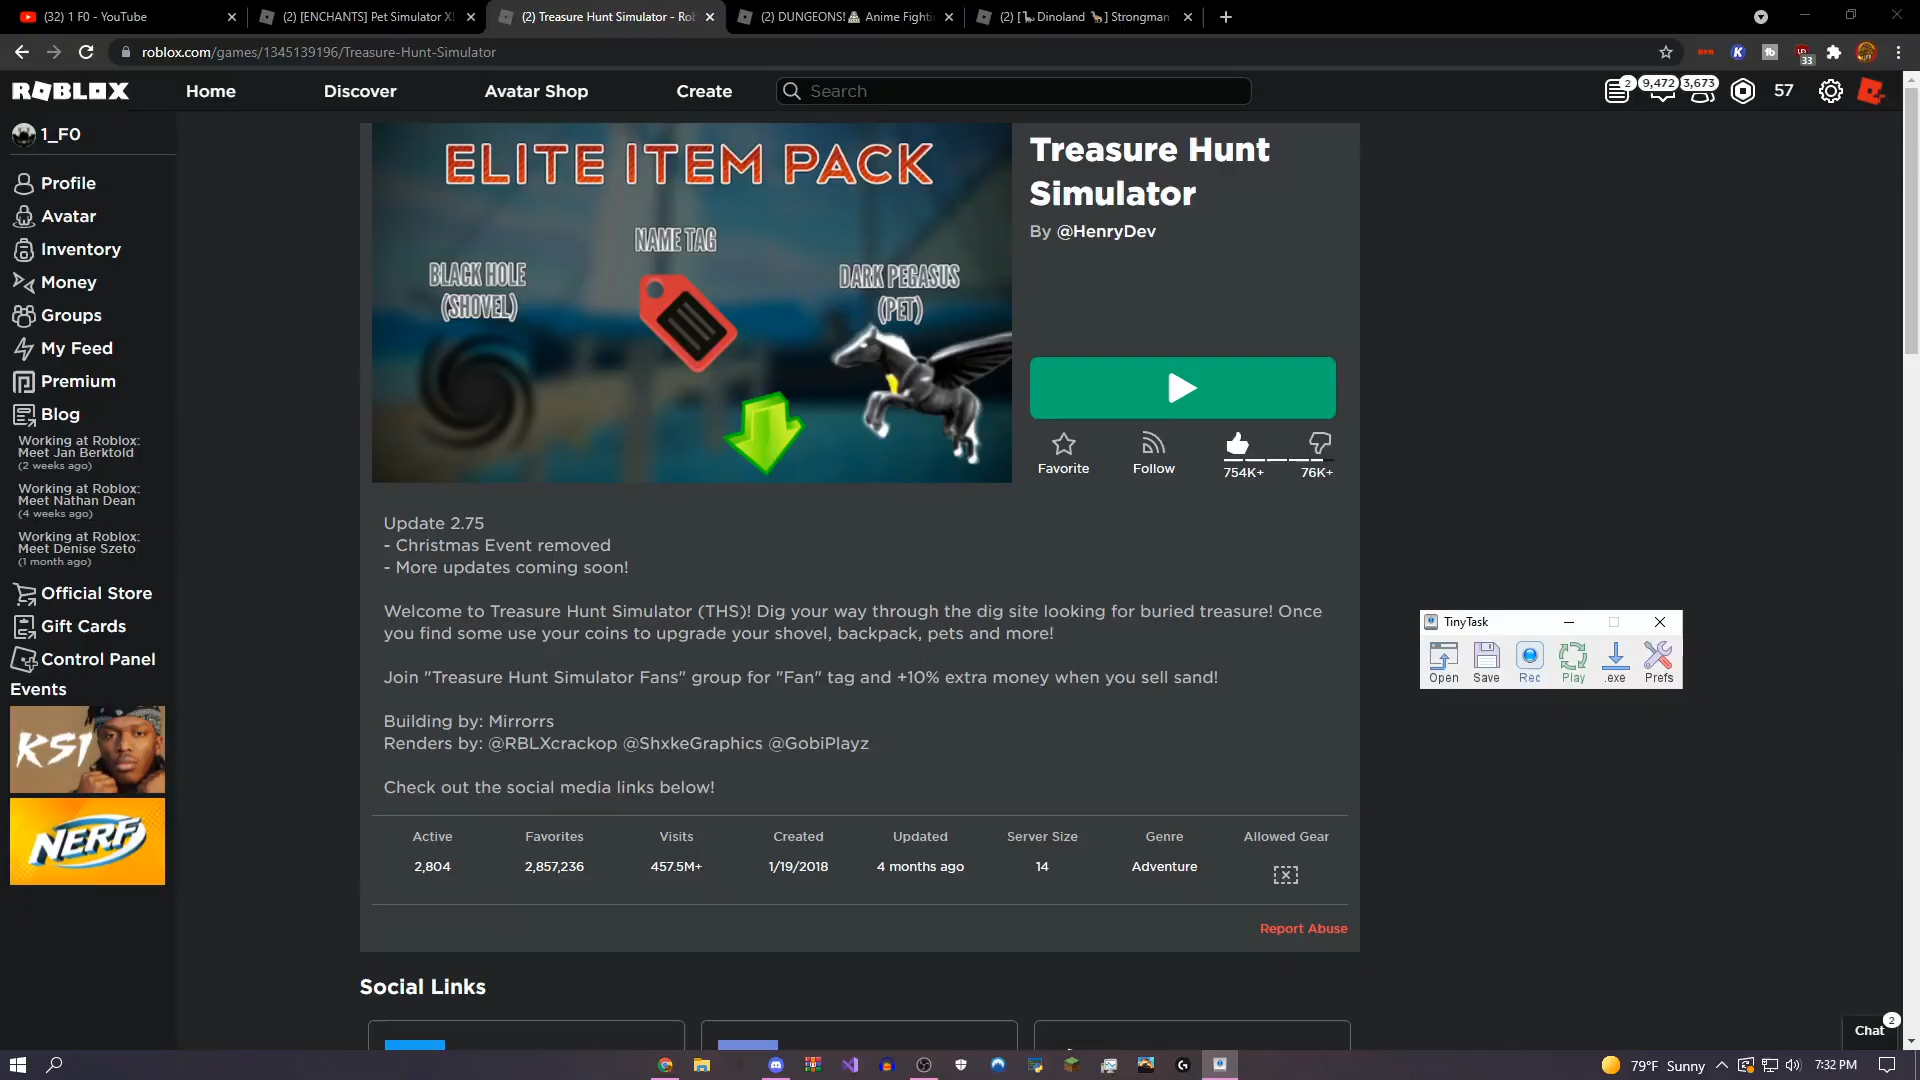 (32) 1 F0 - YouTube
(2) [ENCHANTS] Pet Simulator X!
(2) Treasure Hunt Simulator - Rob
(2) DUNGEONS! Anime Fighti
(2) [ Dinoland ] Strongman
roblox.com/games/1345139196/Treasure-Hunt-Simulator
33
ROBLOX
Home
Discover
Avatar Shop
Create
Search
2
9,472
3,673
57
1_F0
Profile
Avatar
Inventory
Money
Groups
My Feed
Premium
Blog
Working at Roblox:
Meet Jan Berktold
(2 weeks ago)
Working at Roblox:
Meet Nathan Dean
(4 weeks ago)
Working at Roblox:
Meet Denise Szeto
(1 month ago)
Official Store
Gift Cards
Control Panel
Events
KSI
NERF
ELITE ITEM PACK
NAME TAG
BLACK HOLE
(SHOVEL)
DARK PEGASUS
(PET)
Treasure Hunt
Simulator
By @HenryDev
Favorite
Follow
754K+
76K+
Update 2.75
- Christmas Event removed
- More updates coming soon!
Welcome to Treasure Hunt Simulator (THS)! Dig your way through the dig site looking for buried treasure! Once
you find some use your coins to upgrade your shovel, backpack, pets and more!
Join "Treasure Hunt Simulator Fans" group for "Fan" tag and +10% extra money when you sell sand!
Building by: Mirrorrs
Renders by: @RBLXcrackop @ShxkeGraphics @GobiPlayz
Check out the social media links below!
Active
Favorites
Visits
Created
Updated
Server Size
Genre
Allowed Gear
2,804
2,857,236
457.5M+
1/19/2018
4 months ago
14
Adventure
Report Abuse
Social Links
TinyTask
Open
Save
Rec
Play
.exe
Prefs
Chat
2
79°F Sunny
7:32 PM